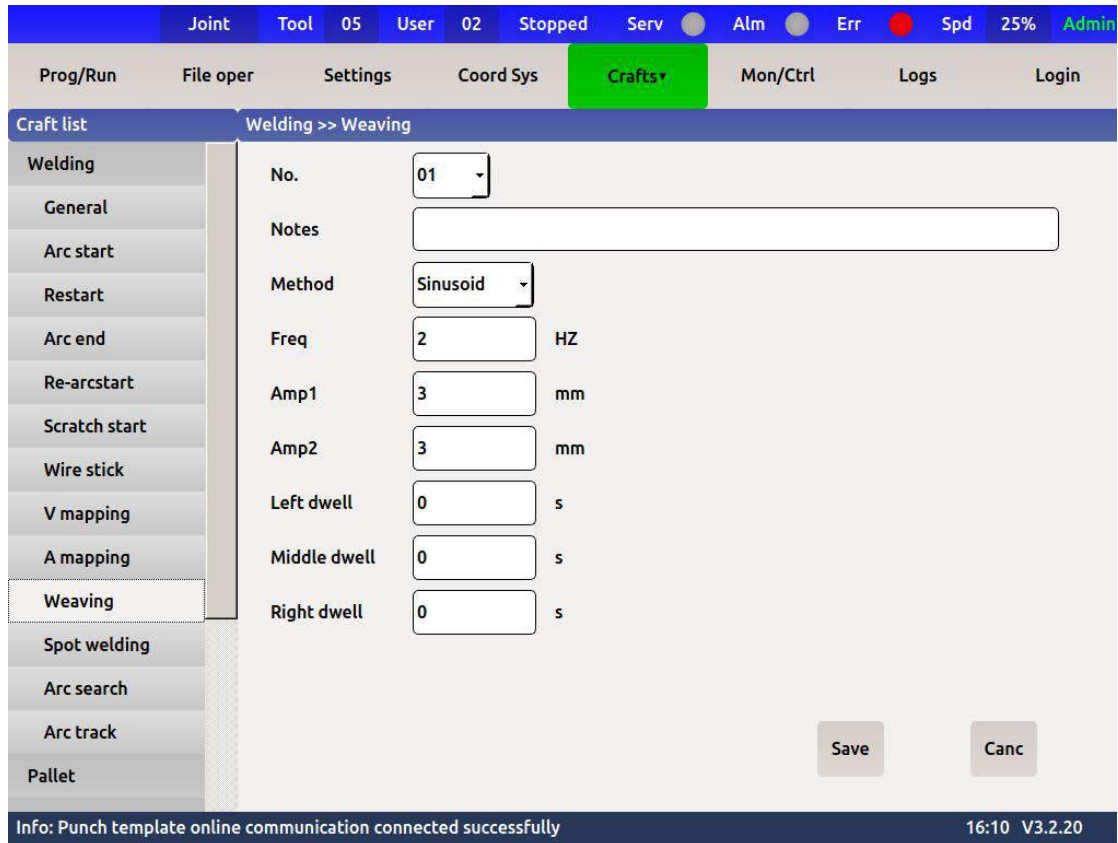 Joint Tool 05 User 02 Stopped Serv Alm Err Spd 25% Admin
Prog/Run File oper Settings Coord Sys Crafts▾ Mon/Ctrl Logs Login
Craft list Welding >> Weaving
Welding
General
Arc start
Restart
Arc end
Re-arcstart
Scratch start
Wire stick
V mapping
A mapping
Weaving
Spot welding
Arc search
Arc track
Pallet
No. 01
Notes
Method Sinusoid
Freq 2 HZ
Amp1 3 mm
Amp2 3 mm
Left dwell 0 s
Middle dwell 0 s
Right dwell 0 s
Save Canc
Info: Punch template online communication connected successfully 16:10 V3.2.20